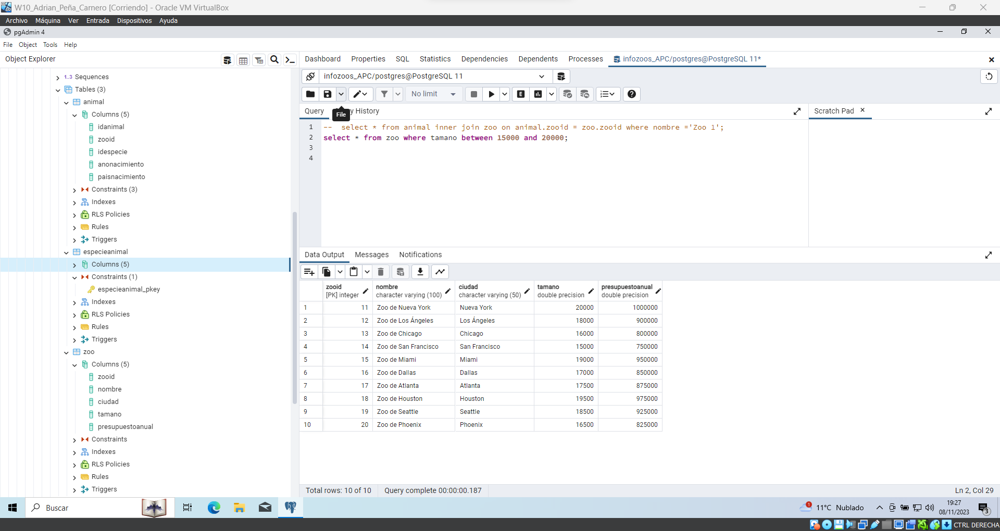 W10_Adrian_Peña_Carnero [Corriendo] - Oracle VM VirtualBox
Archivo Máquina Ver Entrada Dispositivos Ayuda
pgAdmin 4
File Object Tools Help
Object Explorer
Dashboard Properties SQL Statistics Dependencies Dependents Processes infozoos_APC/postgres@PostgreSQL 11*
1..3 Sequences
Tables (3)
animal
Columns (5)
idanimal
zooid
idespecie
anonacimiento
paisnacimiento
Constraints (3)
Indexes
RLS Policies
Rules
Triggers
especieanimal
Columns (5)
Constraints (1)
especieanimal_pkey
Indexes
RLS Policies
Rules
Triggers
zoo
Columns (5)
zooid
nombre
ciudad
tamano
presupuestoanual
Constraints
Indexes
RLS Policies
Rules
Triggers
infozoos_APC/postgres@PostgreSQL 11
No limit
E
Query y History
File
Scratch Pad
1 -- select * from animal inner join zoo on animal.zooid = zoo.zooid where nombre ='Zoo 1';
2 select * from zoo where tamano between 15000 and 20000;
3
4
Data Output Messages Notifications
zooid nombre ciudad tamano presupuestoanual
[PK] integer character varying (100) character varying (50) double precision double precision
1 11 Zoo de Nueva York Nueva York 20000 1000000
2 12 Zoo de Los Ángeles Los Ángeles 18000 900000
3 13 Zoo de Chicago Chicago 16000 800000
4 14 Zoo de San Francisco San Francisco 15000 750000
5 15 Zoo de Miami Miami 19000 950000
6 16 Zoo de Dallas Dallas 17000 850000
7 17 Zoo de Atlanta Atlanta 17500 875000
8 18 Zoo de Houston Houston 19500 975000
9 19 Zoo de Seattle Seattle 18500 925000
10 20 Zoo de Phoenix Phoenix 16500 825000
Total rows: 10 of 10 Query complete 00:00:00.187 Ln 2, Col 29
Buscar
1 11°C Nublado
19:27
08/11/2023
3
CTRL DERECHA